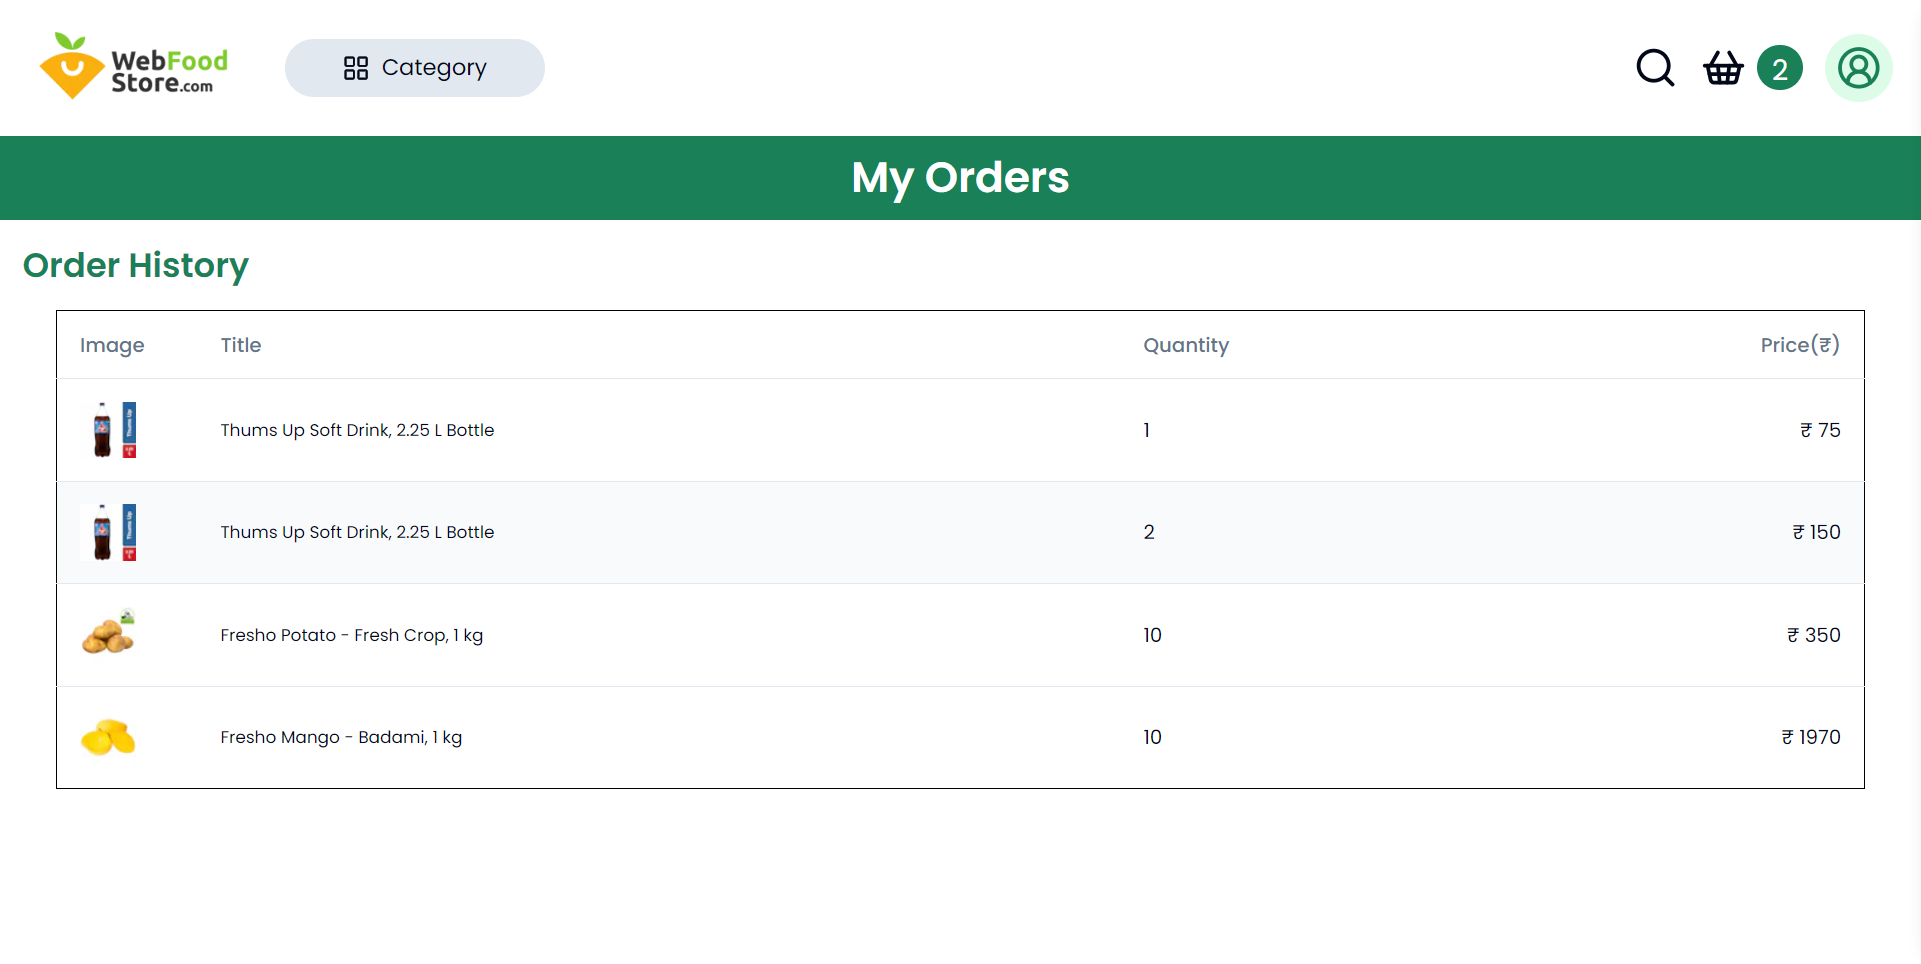 WebFood
Store.com
Category
2
My Orders
Order History
Image Title Quantity Price(₹)
Thums Up Soft Drink, 2.25 L Bottle 1 ₹ 75
Thums Up Soft Drink, 2.25 L Bottle 2 ₹ 150
Fresho Potato - Fresh Crop, 1 kg 10 ₹ 350
Fresho Mango - Badami, 1 kg 10 ₹ 1970